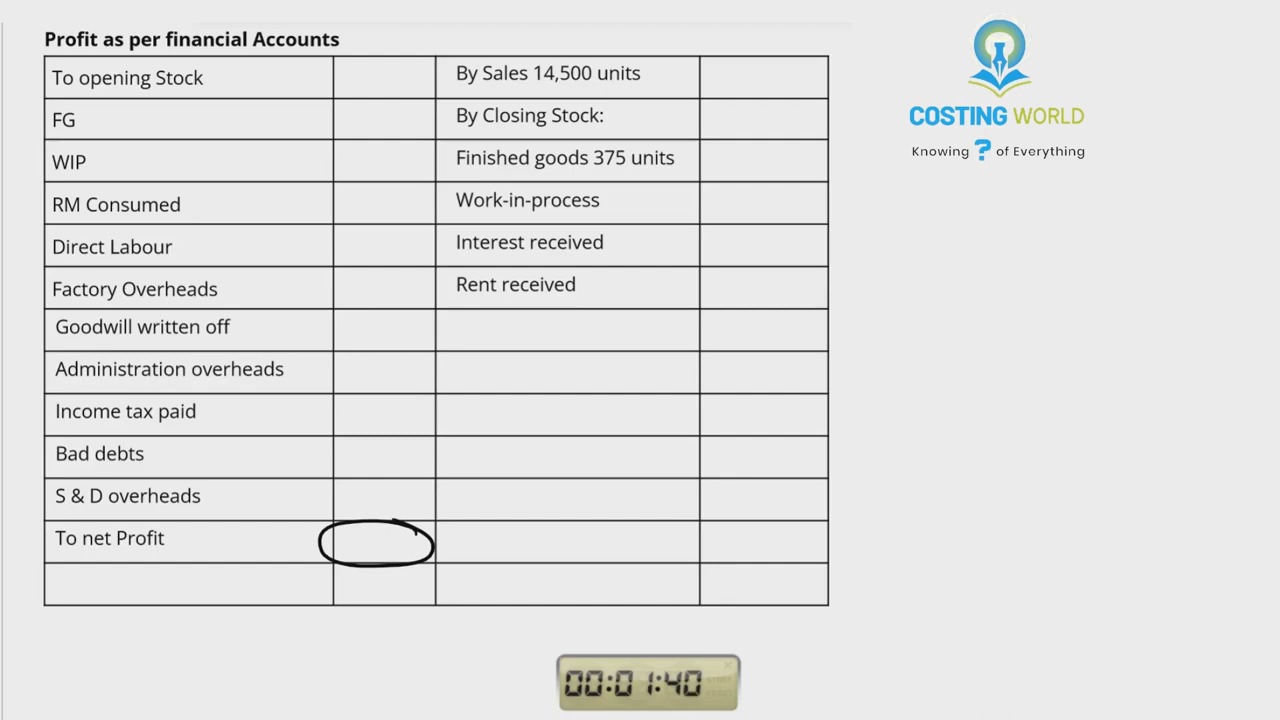 Profit as per financial Accounts
To opening Stock
By Sales 14,500 units
FG
By Closing Stock:
WIP
Finished goods 375 units
RM Consumed
Work-in-process
Direct Labour
Interest received
Factory Overheads
Rent received
Goodwill written off
Administration overheads
Income tax paid
Bad debts
S & D overheads
To net Profit
COSTING WORLD
Knowing ? of Everything
00:01:40